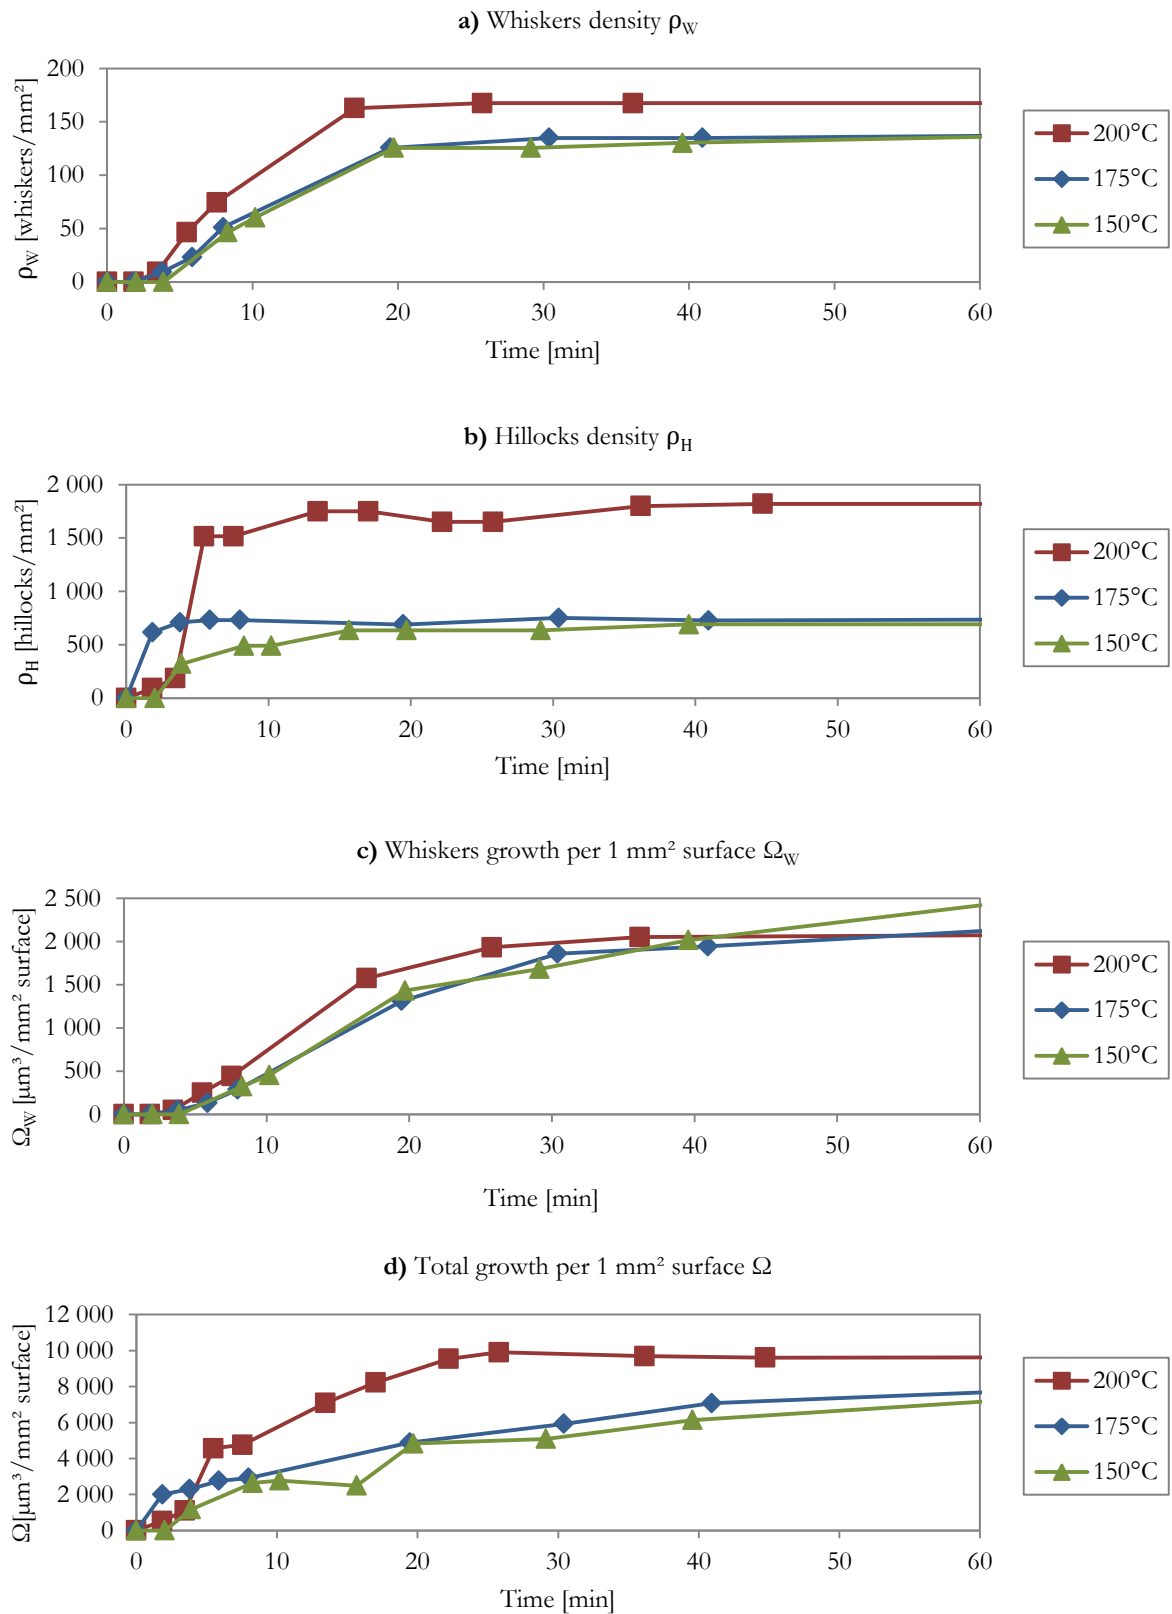 a) Whiskers density ρW
ρW [whiskers/mm²]
200
150
100
50
0
0 10 20 30 40 50 60
Time [min]
200°C
175°C
150°C
b) Hillocks density ρH
ρH [hillocks/mm²]
2 000
1 500
1 000
500
0
0 10 20 30 40 50 60
Time [min]
200°C
175°C
150°C
c) Whiskers growth per 1 mm² surface ΩW
ΩW [µm³/mm² surface]
2 500
2 000
1 500
1 000
500
0
0 10 20 30 40 50 60
Time [min]
200°C
175°C
150°C
d) Total growth per 1 mm² surface Ω
Ω[µm³/mm² surface]
12 000
10 000
8 000
6 000
4 000
2 000
0
0 10 20 30 40 50 60
Time [min]
200°C
175°C
150°C